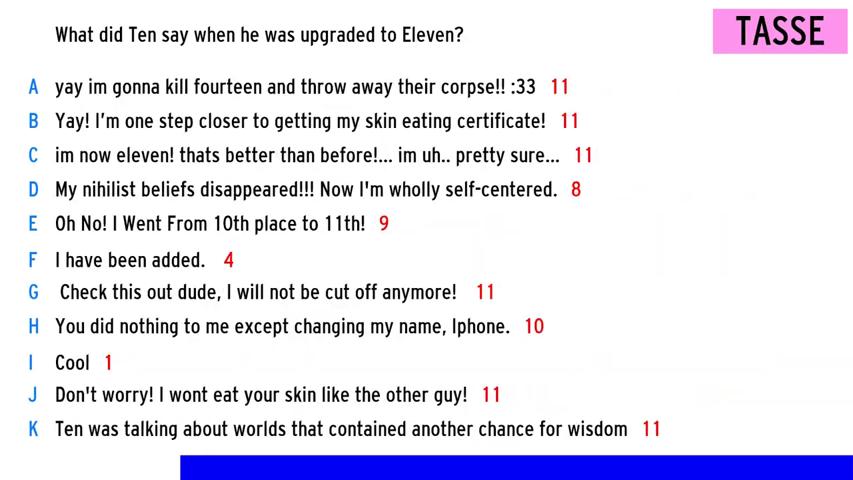 What did Ten say when he was upgraded to Eleven?
TASSE
A yay im gonna kill fourteen and throw away their corpse!! :33 11
B Yay! I'm one step closer to getting my skin eating certificate! 11
C im now eleven! thats better than before!... im uh.. pretty sure... 11
D My nihilist beliefs disappeared!!! Now I'm wholly self-centered. 8
E Oh No! I Went From 10th place to 11th! 9
F I have been added. 4
G Check this out dude, I will not be cut off anymore! 11
H You did nothing to me except changing my name, Iphone. 10
I Cool 1
J Don't worry! I wont eat your skin like the other guy! 11
K Ten was talking about worlds that contained another chance for wisdom 11